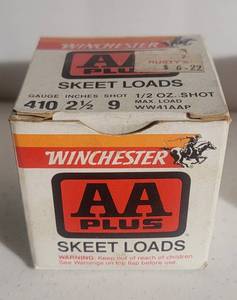 WINCHESTER
AA
PLUS
SKEET LOADS
GAUGE INCHES SHOT 1/2 OZ. SHOT
410 2½ 9 MAX. LOAD
WW41AAP
WINCHESTER
AA
PLUS
SKEET LOADS
WARNING: Keep out of reach of children.
See Warnings on top flap before use.